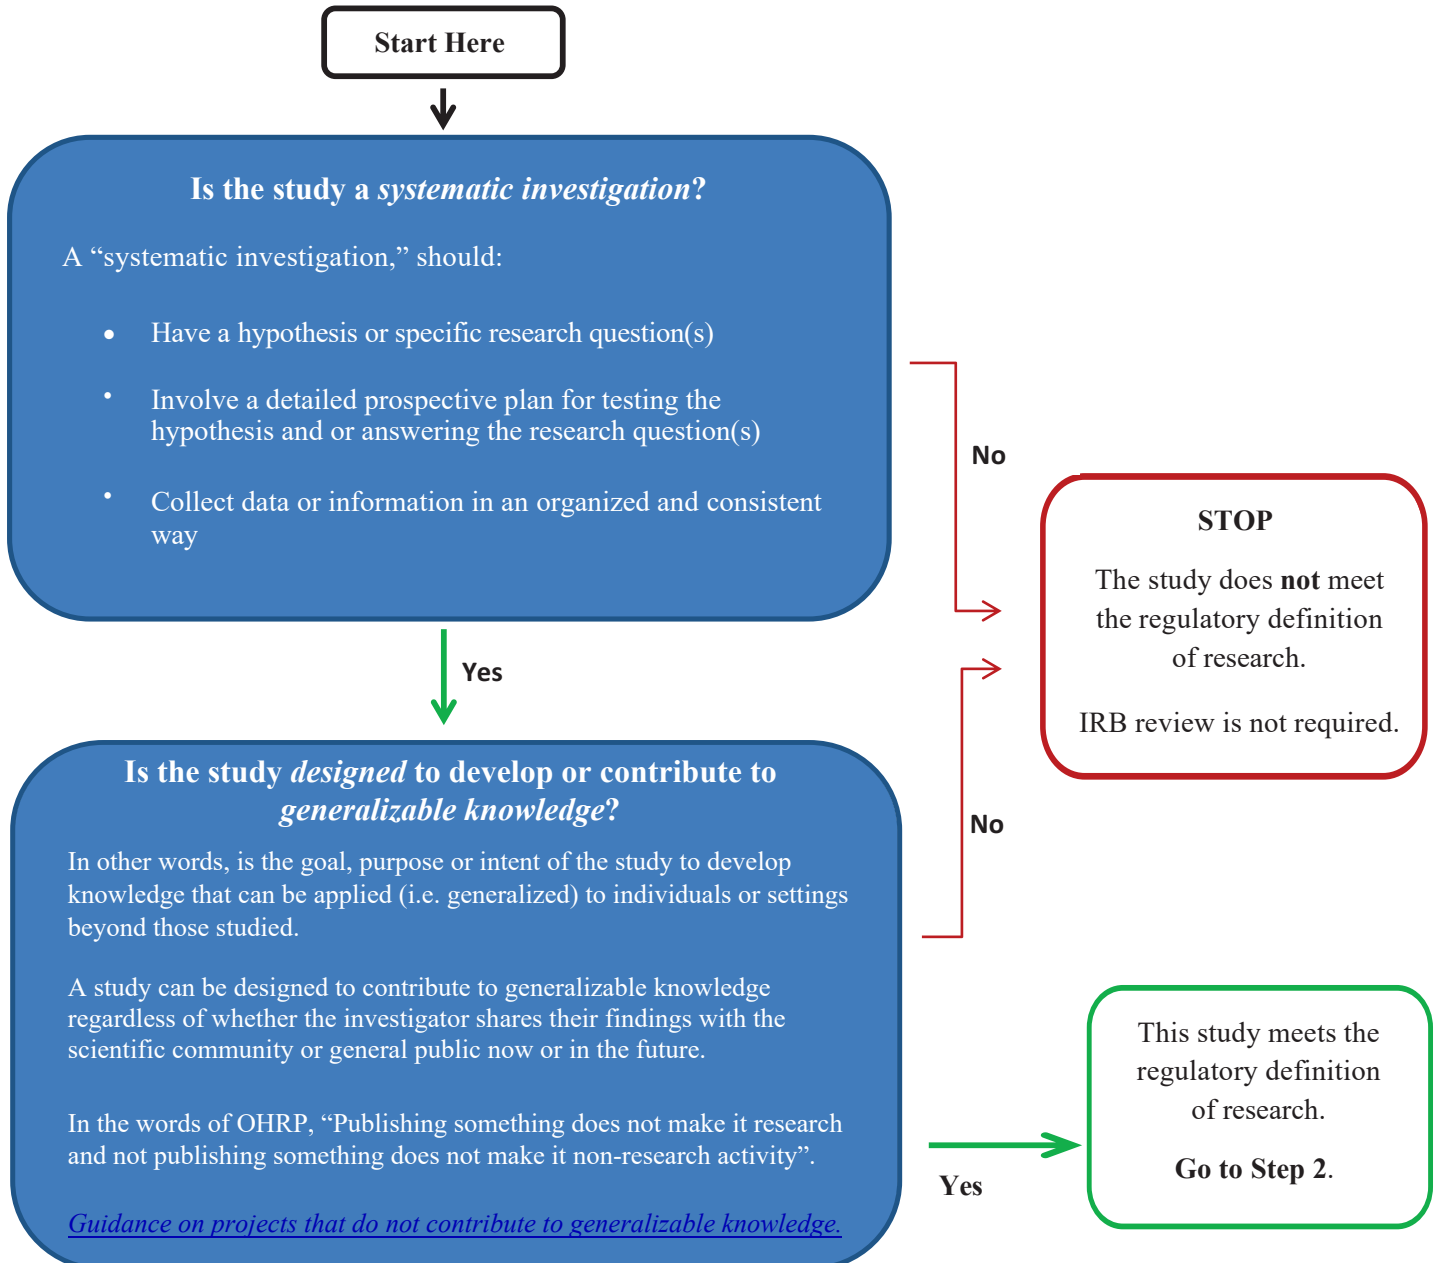 Start Here
Is the study a systematic investigation?
A “systematic investigation,” should:
• Have a hypothesis or specific research question(s)
• Involve a detailed prospective plan for testing the
hypothesis and or answering the research question(s)
• Collect data or information in an organized and consistent
way
No
STOP
The study does not meet
the regulatory definition
of research.
IRB review is not required.
Yes
Is the study designed to develop or contribute to
generalizable knowledge?
In other words, is the goal, purpose or intent of the study to develop
knowledge that can be applied (i.e. generalized) to individuals or settings
beyond those studied.
A study can be designed to contribute to generalizable knowledge
regardless of whether the investigator shares their findings with the
scientific community or general public now or in the future.
In the words of OHRP, “Publishing something does not make it research
and not publishing something does not make it non-research activity”.
Guidance on projects that do not contribute to generalizable knowledge.
No
Yes
This study meets the
regulatory definition
of research.
Go to Step 2.